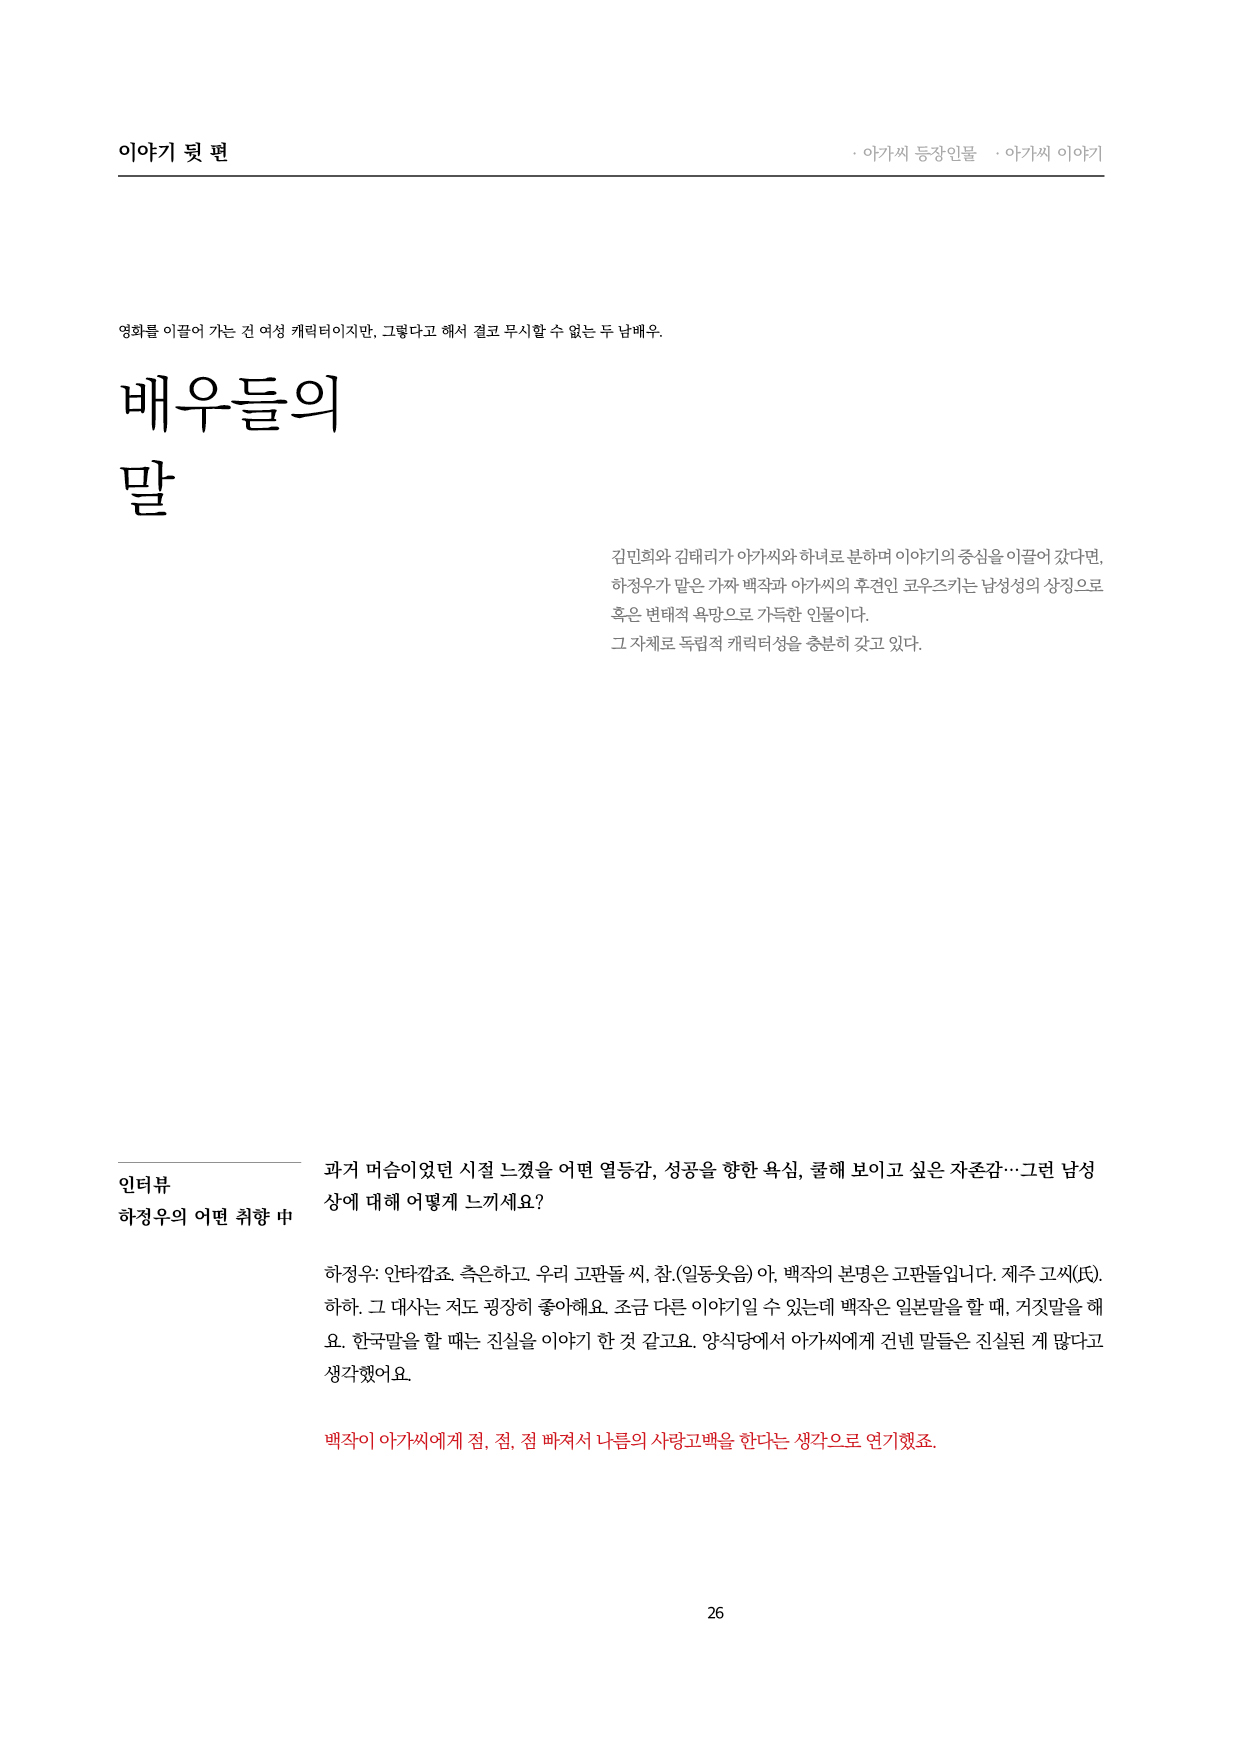 이야기 뒷 편
· 아가씨 등장인물 · 아가씨 이야기
영화를 이끌어 가는 건 여성 캐릭터이지만, 그렇다고 해서 결코 무시할 수 없는 두 남배우.
배우들의
말
김민희와 김태리가 아가씨와 하녀로 분하며 이야기의 중심을 이끌어 갔다면,
하정우가 맡은 가짜 백작과 아가씨의 후견인 코우즈키는 남성성의 상징으로
혹은 변태적 욕망으로 가득한 인물이다.
그 자체로 독립적 캐릭터성을 충분히 갖고 있다.
인터뷰
하정우의 어떤 취향 中
과거 머슴이었던 시절 느꼈을 어떤 열등감, 성공을 향한 욕심, 쿨해 보이고 싶은 자존감…그런 남성
상에 대해 어떻게 느끼세요?
하정우: 안타깝죠. 측은하고. 우리 고판돌 씨, 참.(일동웃음) 아, 백작의 본명은 고판돌입니다. 제주 고씨(氏).
하하. 그 대사는 저도 굉장히 좋아해요. 조금 다른 이야기일 수 있는데 백작은 일본말을 할 때, 거짓말을 해
요. 한국말을 할 때는 진실을 이야기 한 것 같고요. 양식당에서 아가씨에게 건넨 말들은 진실된 게 많다고
생각했어요.
백작이 아가씨에게 점, 점, 점 빠져서 나름의 사랑고백을 한다는 생각으로 연기했죠.
26